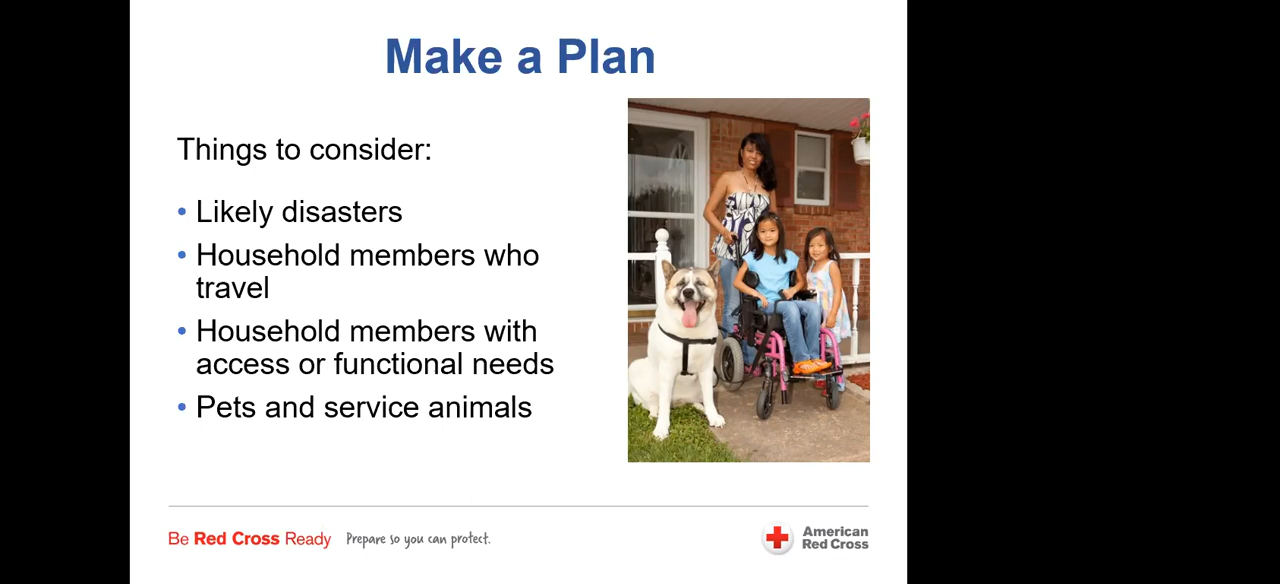 Make a Plan
Things to consider:
• Likely disasters
• Household members who
travel
• Household members with
access or functional needs
• Pets and service animals
Be Red Cross Ready Prepare so you can protect.
American
Red Cross